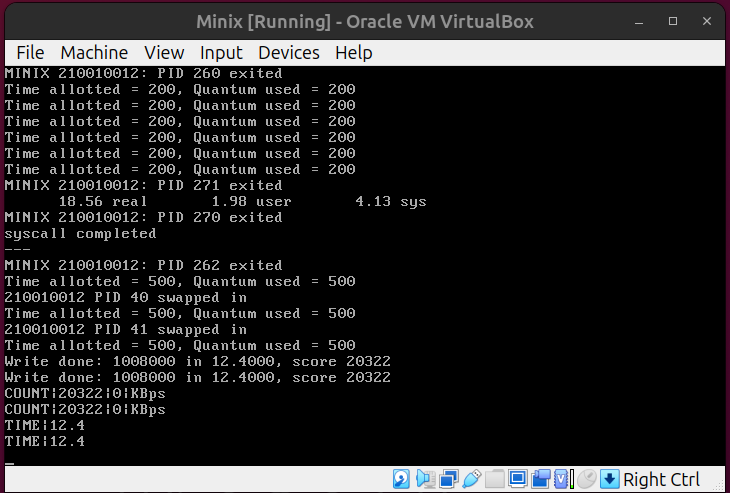 Minix [Running] - Oracle VM VirtualBox
File Machine View Input Devices Help
MINIX 210010012: PID 260 exited
Time allotted = 200, Quantum used = 200
Time allotted = 200, Quantum used = 200
Time allotted = 200, Quantum used = 200
Time allotted = 200, Quantum used = 200
Time allotted = 200, Quantum used = 200
Time allotted = 200, Quantum used = 200
MINIX 210010012: PID 271 exited
18.56 real 1.98 user 4.13 sys
MINIX 210010012: PID 270 exited
syscall completed
---
MINIX 210010012: PID 262 exited
Time allotted = 500, Quantum used = 500
210010012 PID 40 swapped in
Time allotted = 500, Quantum used = 500
210010012 PID 41 swapped in
Time allotted = 500, Quantum used = 500
Write done: 1008000 in 12.4000, score 20322
Write done: 1008000 in 12.4000, score 20322
COUNT|20322|0|KBps
COUNT|20322|0|KBps
TIME|12.4
TIME|12.4
_
Right Ctrl